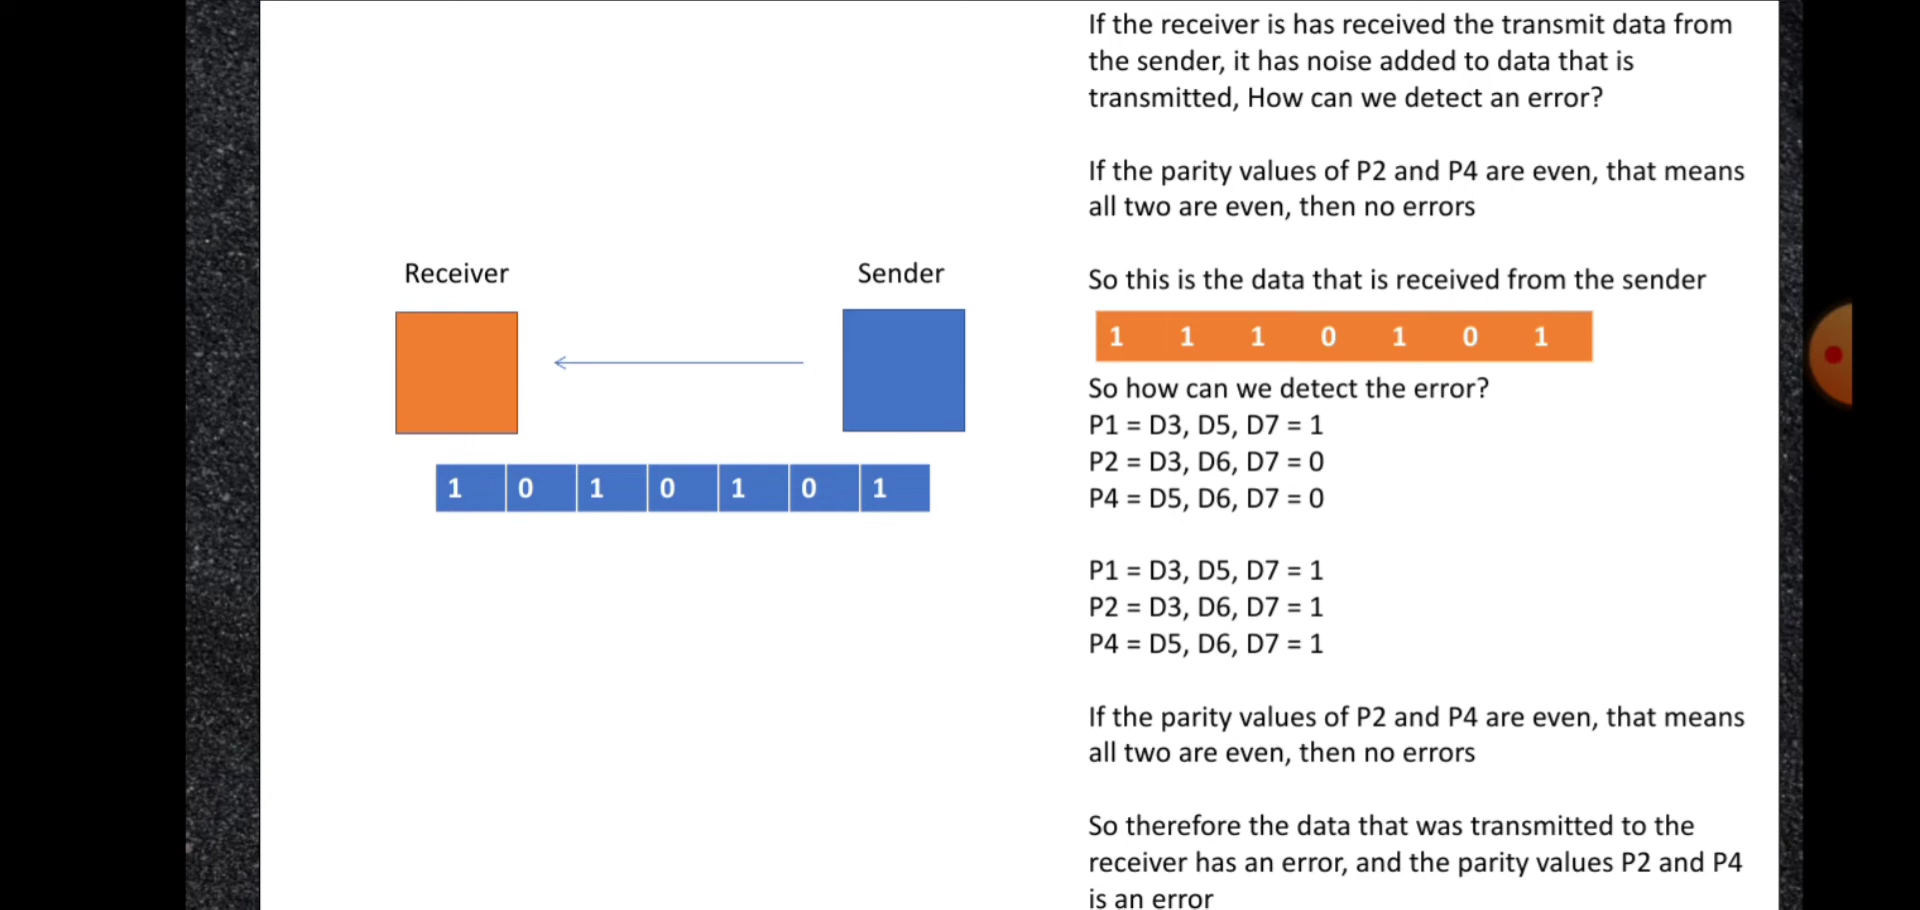 Receiver
Sender
1 0 1 0 1 0 1
If the receiver is has received the transmit data from
the sender, it has noise added to data that is
transmitted, How can we detect an error?
If the parity values of P2 and P4 are even, that means
all two are even, then no errors
So this is the data that is received from the sender
1 1 1 0 1 0 1
So how can we detect the error?
P1 = D3, D5, D7 = 1
P2 = D3, D6, D7 = 0
P4 = D5, D6, D7 = 0
P1 = D3, D5, D7 = 1
P2 = D3, D6, D7 = 1
P4 = D5, D6, D7 = 1
If the parity values of P2 and P4 are even, that means
all two are even, then no errors
So therefore the data that was transmitted to the
receiver has an error, and the parity values P2 and P4
is an error